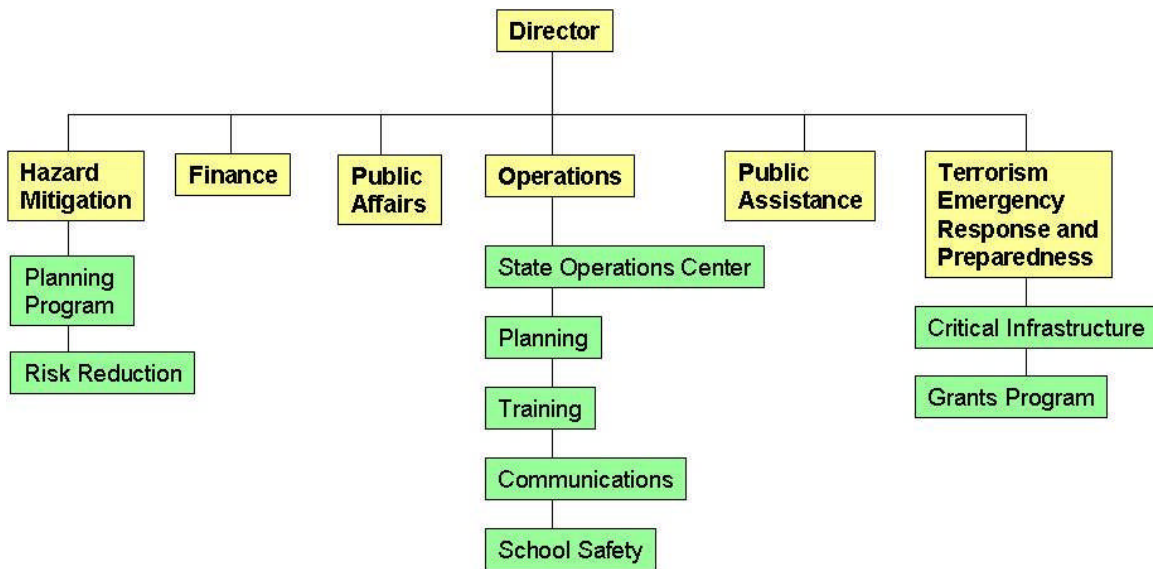 Director
Hazard
Mitigation
Finance
Public
Affairs
Operations
Public
Assistance
Terrorism
Emergency
Response and
Preparedness
Planning
Program
Risk Reduction
State Operations Center
Planning
Training
Communications
School Safety
Critical Infrastructure
Grants Program